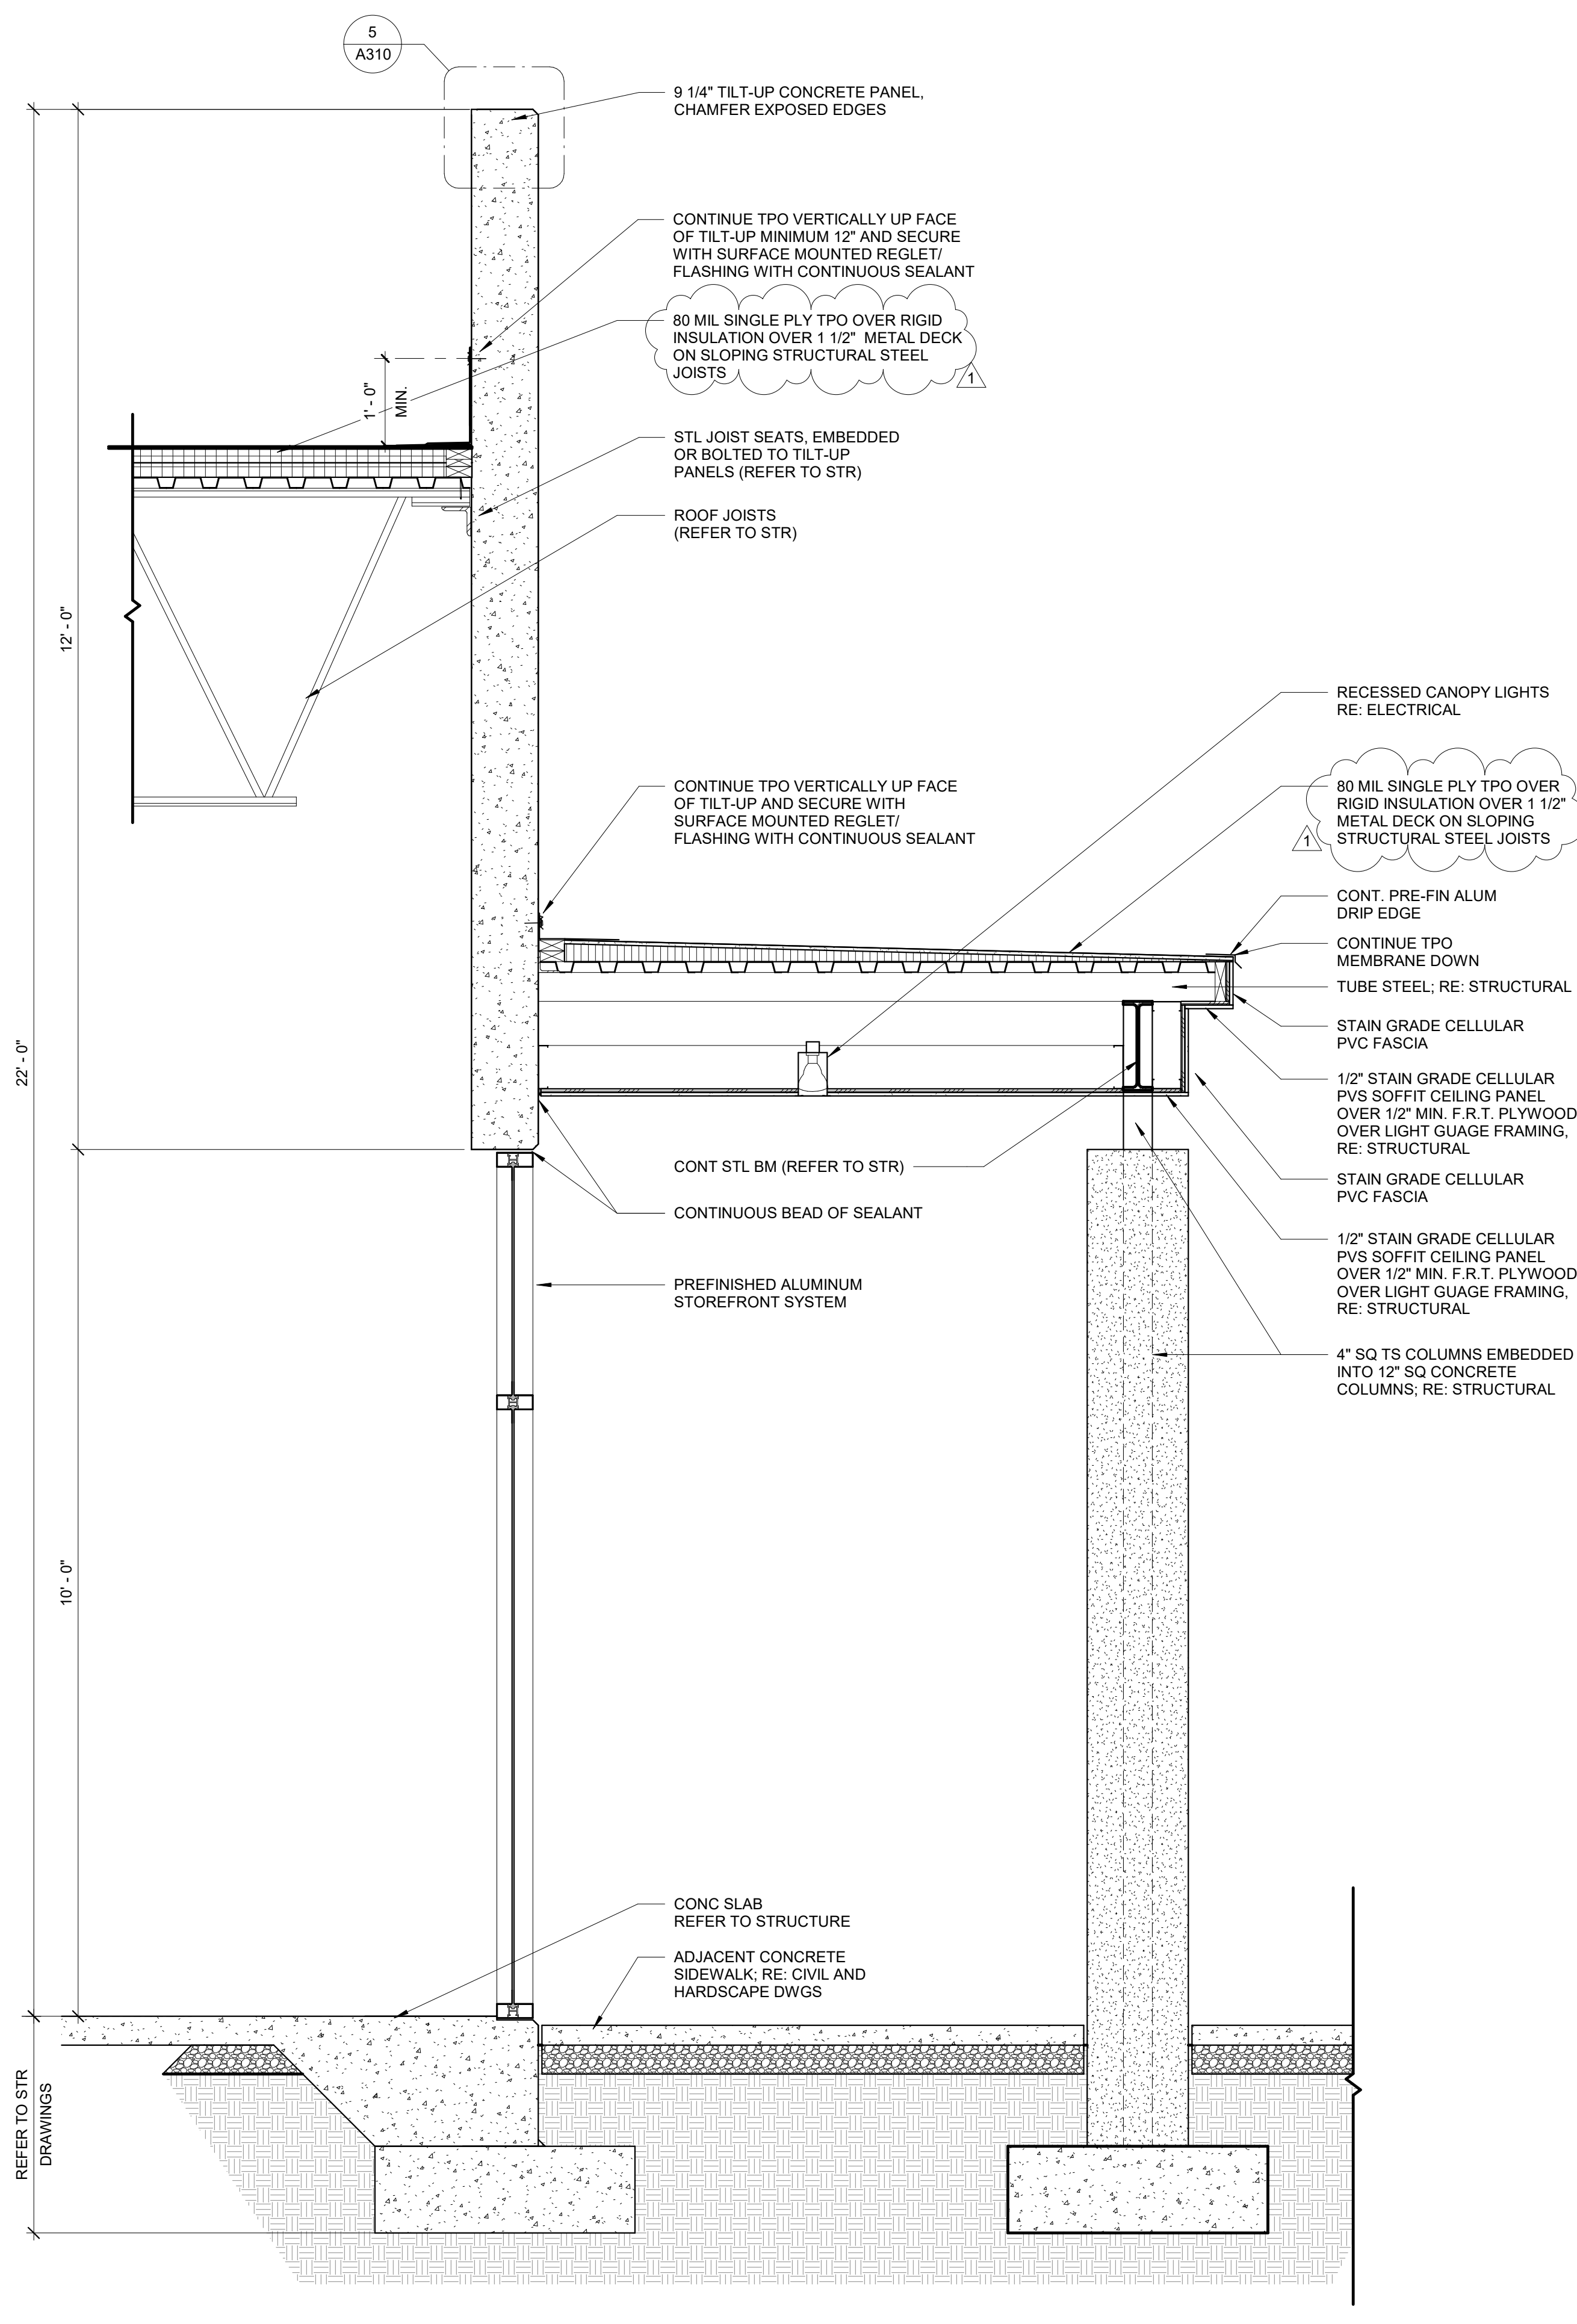 5
A310
9 1/4" TILT-UP CONCRETE PANEL,
CHAMFER EXPOSED EDGES
CONTINUE TPO VERTICALLY UP FACE
OF TILT-UP MINIMUM 12" AND SECURE
WITH SURFACE MOUNTED REGLET/
FLASHING WITH CONTINUOUS SEALANT
80 MIL SINGLE PLY TPO OVER RIGID
INSULATION OVER 1 1/2" METAL DECK
ON SLOPING STRUCTURAL STEEL
JOISTS
1
1' - 0"
MIN.
STL JOIST SEATS, EMBEDDED
OR BOLTED TO TILT-UP
PANELS (REFER TO STR)
ROOF JOISTS
(REFER TO STR)
12' - 0"
22' - 0"
RECESSED CANOPY LIGHTS
RE: ELECTRICAL
CONTINUE TPO VERTICALLY UP FACE
OF TILT-UP AND SECURE WITH
SURFACE MOUNTED REGLET/
FLASHING WITH CONTINUOUS SEALANT
80 MIL SINGLE PLY TPO OVER
RIGID INSULATION OVER 1 1/2"
METAL DECK ON SLOPING
STRUCTURAL STEEL JOISTS
1
CONT. PRE-FIN ALUM
DRIP EDGE
CONTINUE TPO
MEMBRANE DOWN
TUBE STEEL; RE: STRUCTURAL
STAIN GRADE CELLULAR
PVC FASCIA
1/2" STAIN GRADE CELLULAR
PVS SOFFIT CEILING PANEL
OVER 1/2" MIN. F.R.T. PLYWOOD
OVER LIGHT GUAGE FRAMING,
RE: STRUCTURAL
CONT STL BM (REFER TO STR)
STAIN GRADE CELLULAR
PVC FASCIA
CONTINUOUS BEAD OF SEALANT
1/2" STAIN GRADE CELLULAR
PVS SOFFIT CEILING PANEL
OVER 1/2" MIN. F.R.T. PLYWOOD
OVER LIGHT GUAGE FRAMING,
RE: STRUCTURAL
PREFINISHED ALUMINUM
STOREFRONT SYSTEM
4" SQ TS COLUMNS EMBEDDED
INTO 12" SQ CONCRETE
COLUMNS; RE: STRUCTURAL
10' - 0"
CONC SLAB
REFER TO STRUCTURE
ADJACENT CONCRETE
SIDEWALK; RE: CIVIL AND
HARDSCAPE DWGS
REFER TO STR
DRAWINGS